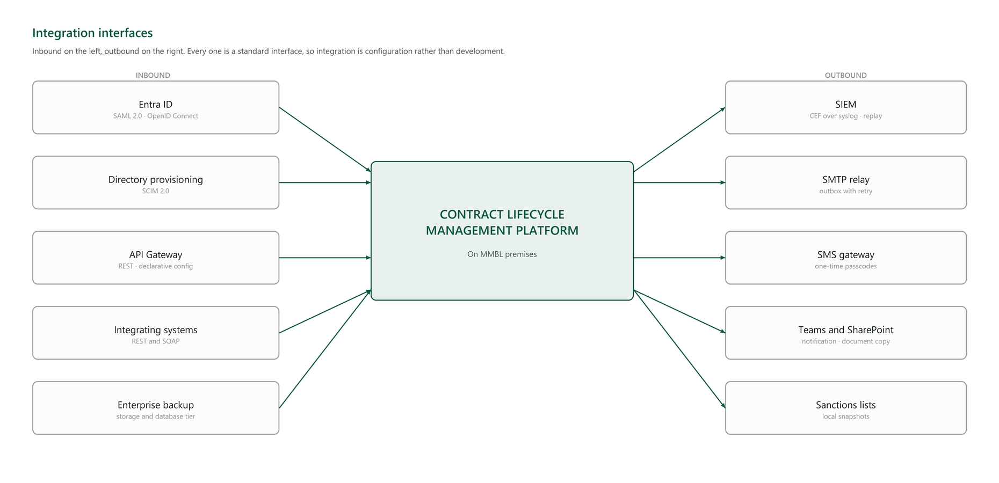 Integration interfaces
Inbound on the left, outbound on the right. Every one is a standard interface, so integration is configuration rather than development.
INBOUND
Entra ID
SAML 2.0 · OpenID Connect
Directory provisioning
SCIM 2.0
API Gateway
REST · declarative config
Integrating systems
REST and SOAP
Enterprise backup
storage and database tier
CONTRACT LIFECYCLE
MANAGEMENT PLATFORM
On MMBL premises
OUTBOUND
SIEM
CEF over syslog · replay
SMTP relay
outbox with retry
SMS gateway
one-time passcodes
Teams and SharePoint
notification · document copy
Sanctions lists
local snapshots